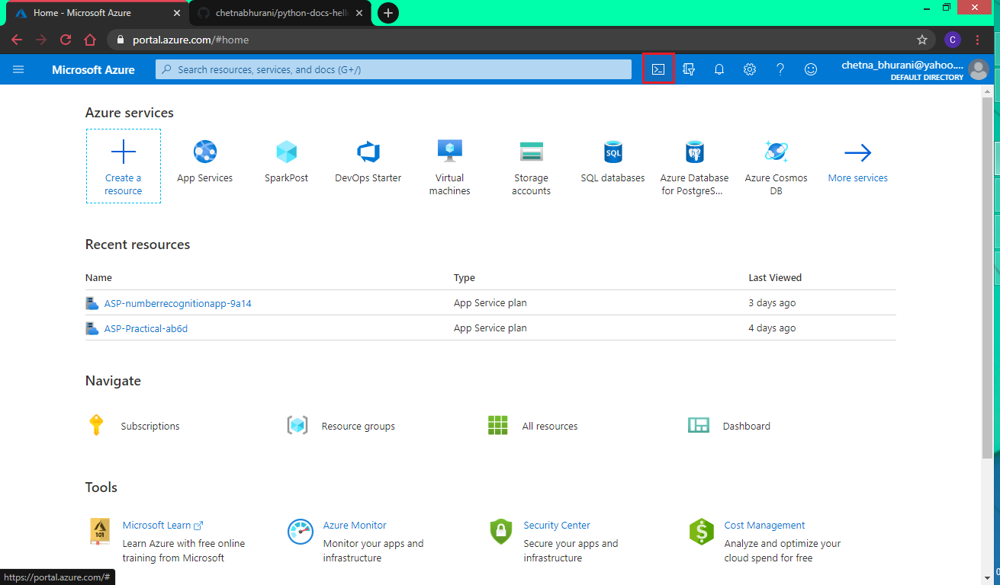 Home - Microsoft Azure
chetnabhurani/python-docs-hell
portal.azure.com/#home
C
Microsoft Azure
Search resources, services, and docs (G+/)
chetna_bhurani@yahoo....
DEFAULT DIRECTORY
Azure services
Create a
resource
App Services
SparkPost
DevOps Starter
Virtual
machines
Storage
accounts
SQL
SQL databases
Azure Database
for PostgreS...
Azure Cosmos
DB
More services
Recent resources
Name Type Last Viewed
ASP-numberrecognitionapp-9a14 App Service plan 3 days ago
ASP-Practical-ab6d App Service plan 4 days ago
Navigate
Subscriptions Resource groups All resources Dashboard
Tools
101
Microsoft Learn
Learn Azure with free online
training from Microsoft
Azure Monitor
Monitor your apps and
infrastructure
Security Center
Secure your apps and
infrastructure
$
Cost Management
Analyze and optimize your
cloud spend for free
https://portal.azure.com/#